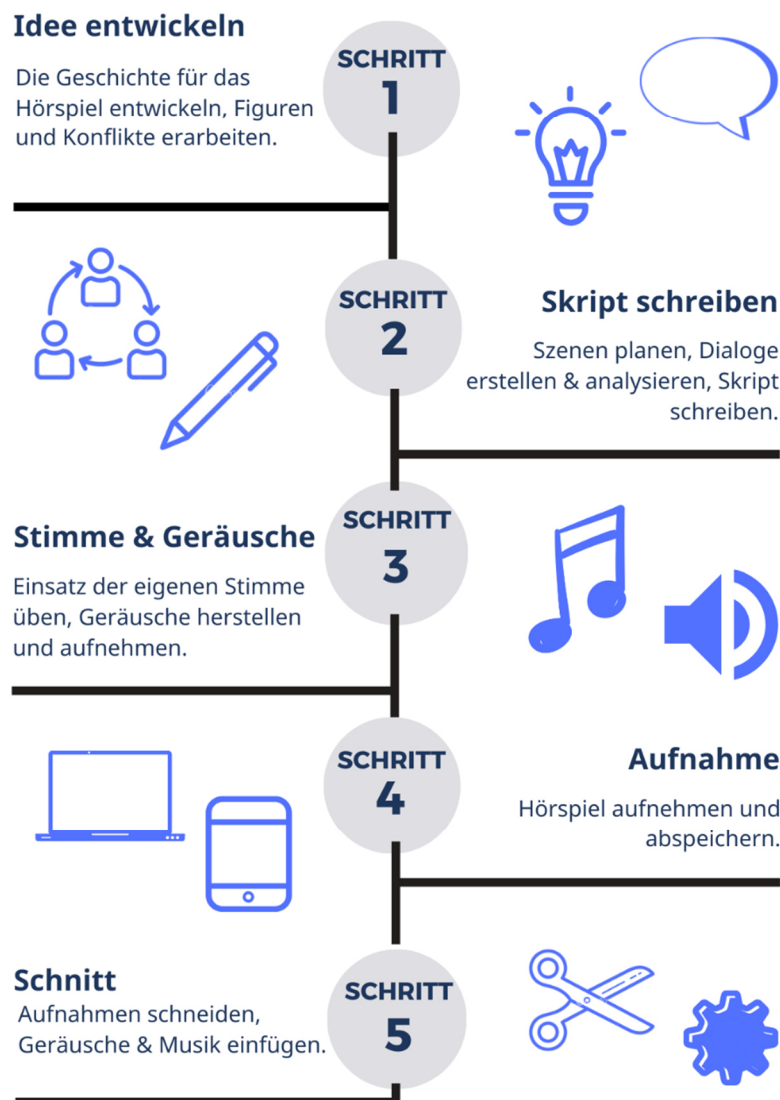 Idee entwickeln
Die Geschichte für das
Hörspiel entwickeln, Figuren
und Konflikte erarbeiten.
SCHRITT
1
SCHRITT
2
Skript schreiben
Szenen planen, Dialoge
erstellen & analysieren, Skript
schreiben.
Stimme & Geräusche
Einsatz der eigenen Stimme
üben, Geräusche herstellen
und aufnehmen.
SCHRITT
3
SCHRITT
4
Aufnahme
Hörspiel aufnehmen und
abspeichern.
Schnitt
Aufnahmen schneiden,
Geräusche & Musik einfügen.
SCHRITT
5